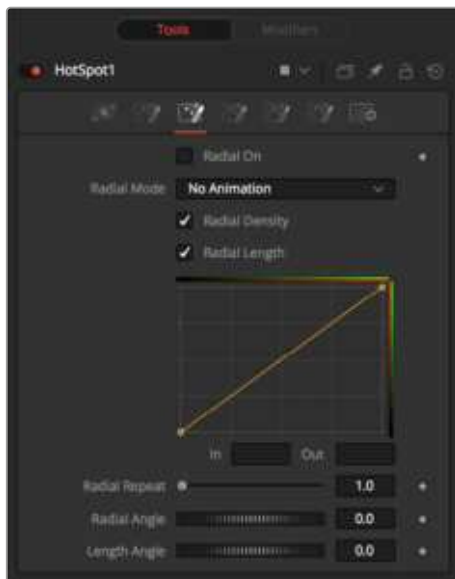 Tools Modifiers
HotSpot1
Radial On
Radial Mode No Animation
Radial Density
Radial Length
In Out
Radial Repeat 1.0
Radial Angle 0.0
Length Angle 0.0